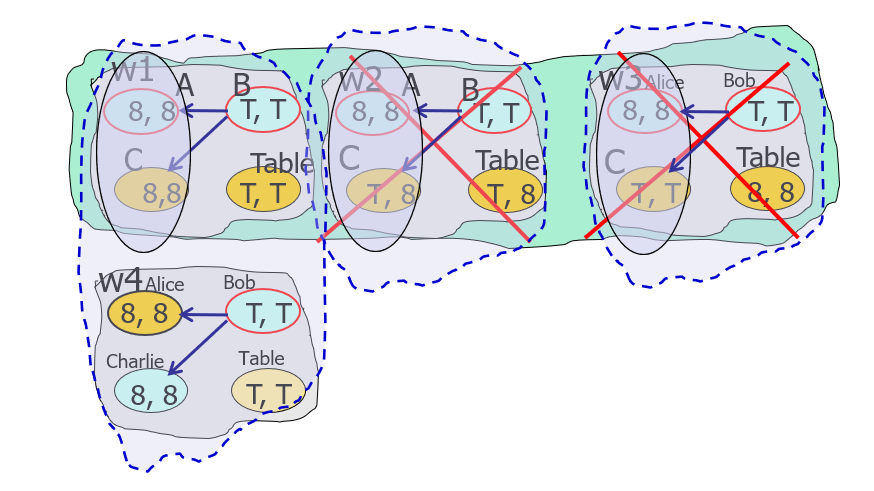 w1 A B
8, 8 T, T
C Table
8,8 T, T
w2 A B
8, 8 T, T
C Table
T, 8 T, 8
w3 Alice Bob
8, 8 T, T
C Table
T, T 8, 8
w4 Alice Bob
8, 8 T, T
Charlie Table
8, 8 T, T